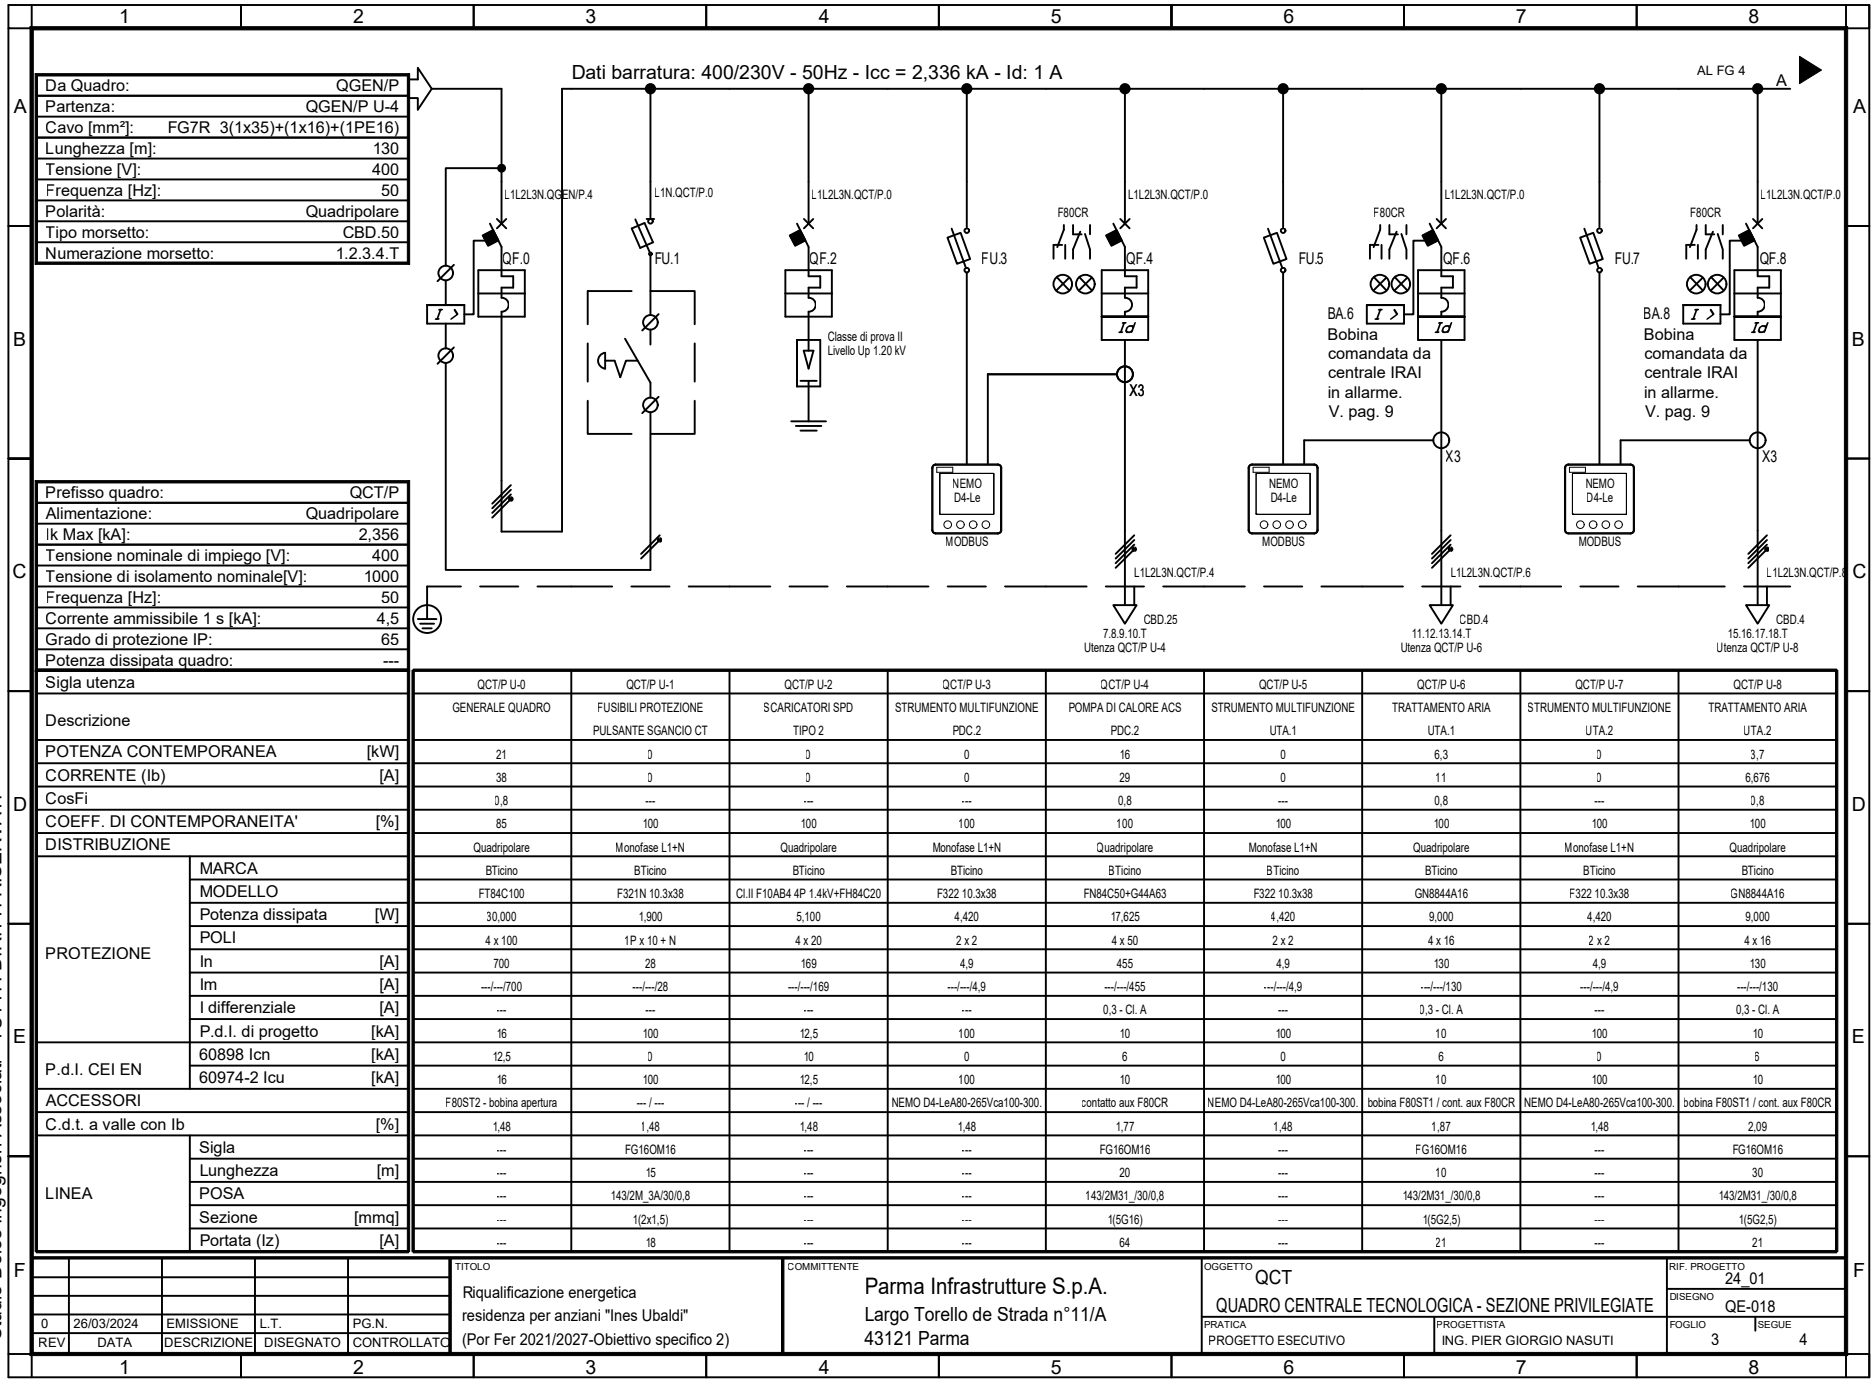 1 2 3 4 5 6 7 8
A
B
C
D
E
F
Da Quadro: QGEN/P
Partenza: QGEN/P U-4
Cavo [mm²]: FG7R 3(1x35)+(1x16)+(1PE16)
Lunghezza [m]: 130
Tensione [V]: 400
Frequenza [Hz]: 50
Polarità: Quadripolare
Tipo morsetto: CBD.50
Numerazione morsetto: 1.2.3.4.T
Dati barratura: 400/230V - 50Hz - Icc = 2,336 kA - Id: 1 A
AL FG 4
A
L1L2L3N.QGEN/P.4
L1N.QCT/P.0
L1L2L3N.QCT/P.0
L1L2L3N.QCT/P.0
L1L2L3N.QCT/P.0
L1L2L3N.QCT/P.0
F80CR
F80CR
F80CR
QF.0
FU.1
QF.2
FU.3
QF.4
FU.5
QF.6
FU.7
QF.8
I >
Classe di prova II
Livello Up 1.20 kV
Id
BA.6
I >
Id
Bobina
comandata da
centrale IRAI
in allarme.
V. pag. 9
BA.8
I >
Id
Bobina
comandata da
centrale IRAI
in allarme.
V. pag. 9
X3
X3
X3
NEMO
D4-Le
MODBUS
NEMO
D4-Le
MODBUS
NEMO
D4-Le
MODBUS
L1L2L3N.QCT/P.4
L1L2L3N.QCT/P.6
L1L2L3N.QCT/P.8
CBD.25
7.8.9.10.T
Utenza QCT/P U-4
CBD.4
11.12.13.14.T
Utenza QCT/P U-6
CBD.4
15.16.17.18.T
Utenza QCT/P U-8
Prefisso quadro: QCT/P
Alimentazione: Quadripolare
Ik Max [kA]: 2,356
Tensione nominale di impiego [V]: 400
Tensione di isolamento nominale[V]: 1000
Frequenza [Hz]: 50
Corrente ammissibile 1 s [kA]: 4,5
Grado di protezione IP: 65
Potenza dissipata quadro: ---
Sigla utenza QCT/P U-0 QCT/P U-1 QCT/P U-2 QCT/P U-3 QCT/P U-4 QCT/P U-5 QCT/P U-6 QCT/P U-7 QCT/P U-8
Descrizione
GENERALE QUADRO FUSIBILI PROTEZIONE SCARICATORI SPD STRUMENTO MULTIFUNZIONE POMPA DI CALORE ACS STRUMENTO MULTIFUNZIONE TRATTAMENTO ARIA STRUMENTO MULTIFUNZIONE TRATTAMENTO ARIA
PULSANTE SGANCIO CT TIPO 2 PDC.2 PDC.2 UTA.1 UTA.1 UTA.2 UTA.2
POTENZA CONTEMPORANEA [kW] 21 0 0 0 16 0 6,3 0 3,7
CORRENTE (Ib) [A] 38 0 0 0 29 0 11 0 6,676
CosFi 0,8 --- --- --- 0,8 --- 0,8 --- 0,8
COEFF. DI CONTEMPORANEITA' [%] 85 100 100 100 100 100 100 100 100
DISTRIBUZIONE Quadripolare Monofase L1+N Quadripolare Monofase L1+N Quadripolare Monofase L1+N Quadripolare Monofase L1+N Quadripolare
PROTEZIONE
MARCA BTicino BTicino BTicino BTicino BTicino BTicino BTicino BTicino BTicino
MODELLO FT84C100 F321N 10.3x38 Cl.II F10AB4 4P 1.4kV+FH84C20 F322 10.3x38 FN84C50+G44A63 F322 10.3x38 GN8844A16 F322 10.3x38 GN8844A16
Potenza dissipata [W] 30,000 1,900 5,100 4,420 17,625 4,420 9,000 4,420 9,000
POLI 4 x 100 1P x 10 + N 4 x 20 2 x 2 4 x 50 2 x 2 4 x 16 2 x 2 4 x 16
In [A] 700 28 169 4,9 455 4,9 130 4,9 130
Im [A] ---/---/700 ---/---/28 ---/---/169 ---/---/4,9 ---/---/455 ---/---/4,9 ---/---/130 ---/---/4,9 ---/---/130
I differenziale [A] --- --- --- --- 0,3 - Cl. A --- 0,3 - Cl. A --- 0,3 - Cl. A
P.d.I. di progetto [kA] 16 100 12,5 100 10 100 10 100 10
P.d.I. CEI EN
60898 Icn [kA] 12,5 0 10 0 6 0 6 0 6
60974-2 Icu [kA] 16 100 12,5 100 10 100 10 100 10
ACCESSORI F80ST2 - bobina apertura --- / --- --- / --- NEMO D4-LeA80-265Vca100-300. contatto aux F80CR NEMO D4-LeA80-265Vca100-300. bobina F80ST1 / cont. aux F80CR NEMO D4-LeA80-265Vca100-300. bobina F80ST1 / cont. aux F80CR
C.d.t. a valle con Ib [%] 1,48 1,48 1,48 1,48 1,77 1,48 1,87 1,48 2,09
LINEA
Sigla --- FG16OM16 --- --- FG16OM16 --- FG16OM16 --- FG16OM16
Lunghezza [m] --- 15 --- --- 20 --- 10 --- 30
POSA --- 143/2M_3A/30/0,8 --- --- 143/2M31_/30/0,8 --- 143/2M31_/30/0,8 --- 143/2M31_/30/0,8
Sezione [mmq] --- 1(2x1,5) --- --- 1(5G16) --- 1(5G2,5) --- 1(5G2,5)
Portata (Iz) [A] --- 18 --- --- 64 --- 21 --- 21
0 26/03/2024 EMISSIONE L.T. PG.N.
REV DATA DESCRIZIONE DISEGNATO CONTROLLATO
TITOLO
Riqualificazione energetica
residenza per anziani "Ines Ubaldi"
(Por Fer 2021/2027-Obiettivo specifico 2)
COMMITTENTE
Parma Infrastrutture S.p.A.
Largo Torello de Strada n°11/A
43121 Parma
OGGETTO
QCT
QUADRO CENTRALE TECNOLOGICA - SEZIONE PRIVILEGIATE
PRATICA
PROGETTO ESECUTIVO
PROGETTISTA
ING. PIER GIORGIO NASUTI
RIF. PROGETTO
24_01
DISEGNO
QE-018
FOGLIO
3
SEGUE
4
A
B
C
D
E
F
1 2 3 4 5 6 7 8